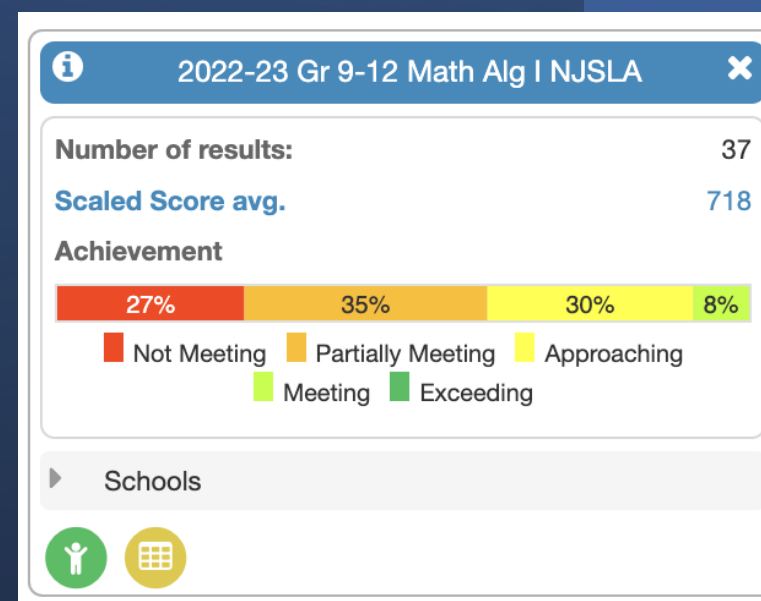 2022-23 Gr 9-12 Math Alg I NJSLA
Number of results: 37
Scaled Score avg. 718
Achievement
27% 35% 30% 8%
Not Meeting Partially Meeting Approaching
Meeting Exceeding
Schools